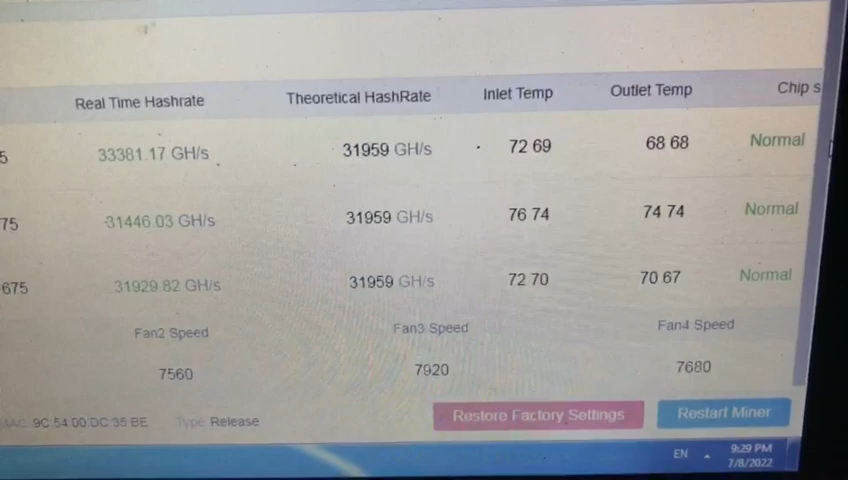 Real Time Hashrate Theoretical HashRate Inlet Temp Outlet Temp Chip s
5 33381.17 GH/s 31959 GH/s 72 69 68 68 Normal
75 31446.03 GH/s 31959 GH/s 76 74 74 74 Normal
675 31929.82 GH/s 31959 GH/s 72 70 70 67 Normal
Fan2 Speed Fan3 Speed Fan4 Speed
7560 7920 7680
MAC 9C:54:00:DC:35:BE Type Release
Restore Factory Settings Restart Miner
EN 9:29 PM
7/8/2022